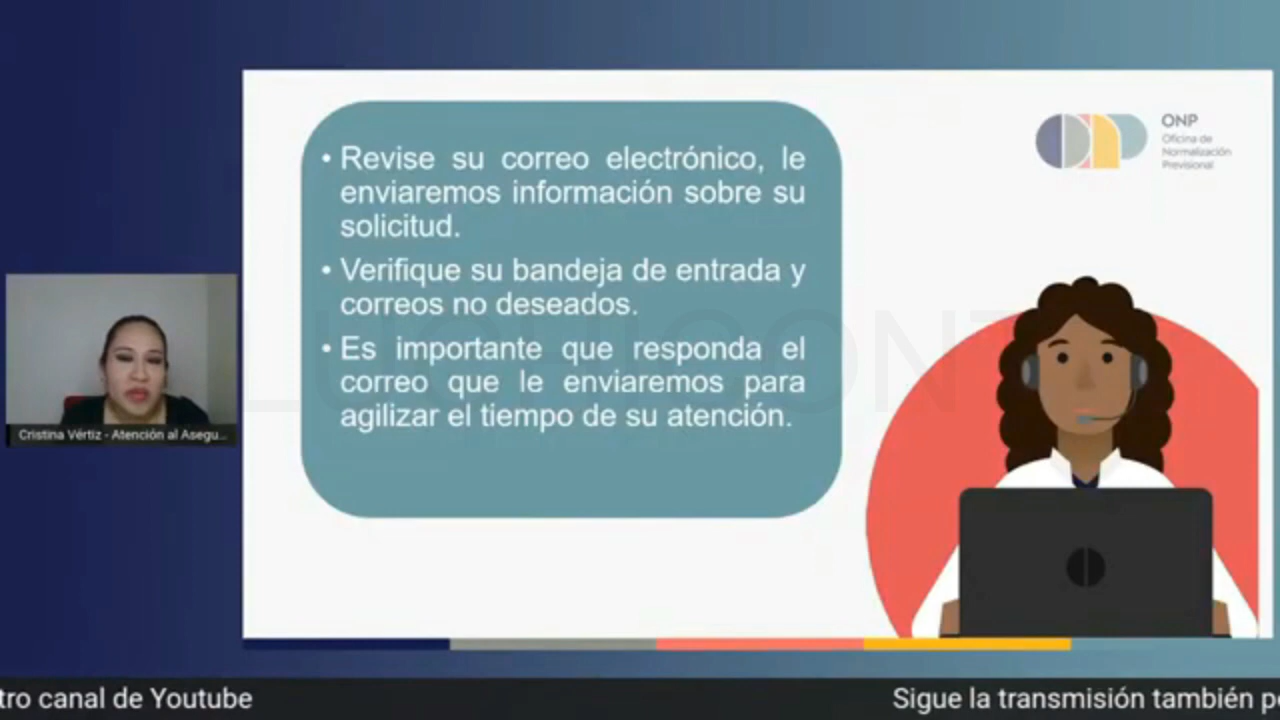 ONP
Oficina de
Normalización
Previsional
• Revise su correo electrónico, le
enviaremos información sobre su
solicitud.
• Verifique su bandeja de entrada y
correos no deseados.
• Es importante que responda el
correo que le enviaremos para
agilizar el tiempo de su atención.
Cristina Vértiz - Atención al Asegu...
tro canal de Youtube
Sigue la transmisión también p